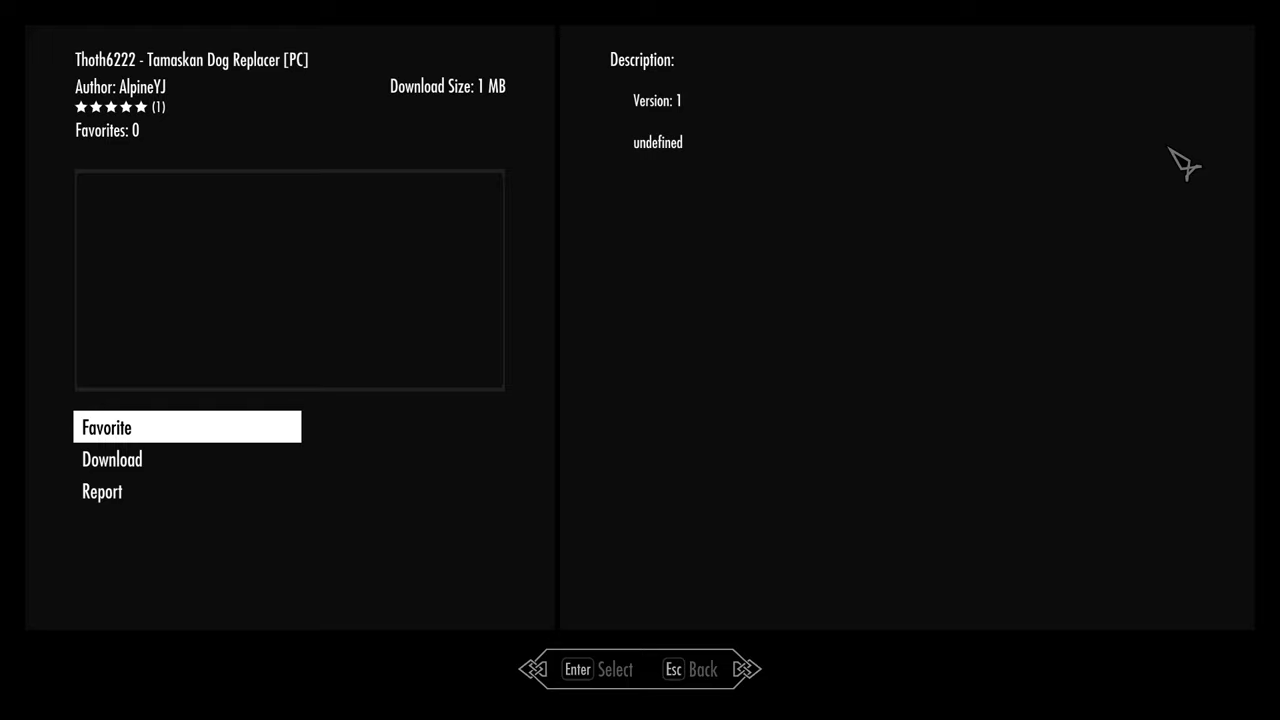 Thoth6222 - Tamaskan Dog Replacer [PC]
Author: AlpineYJ
Download Size: 1 MB
(1)
Favorites: 0
Favorite
Download
Report
Description:
Version: 1
undefined
Enter Select
Esc Back